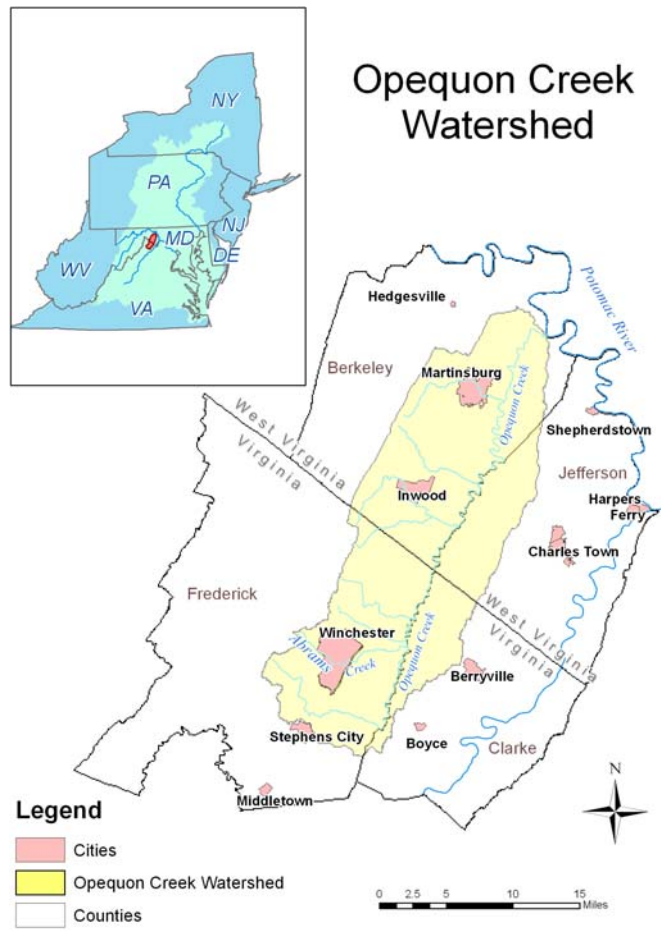 Opequon Creek
Watershed
NY
PA
NJ
MD
DE
WV
VA
Potomac River
Hedgesville
Berkeley
Martinsburg
Opequon Creek
Shepherdstown
West Virginia
Virginia
Jefferson
Inwood
Harpers
Ferry
Charles Town
Frederick
Winchester
Abrams
Creek
Opequon Creek
West Virginia
Virginia
Berryville
Stephens City
Boyce
Clarke
Middletown
N
Legend
Cities
Opequon Creek Watershed
Counties
0 2.5 5 10 15
Miles